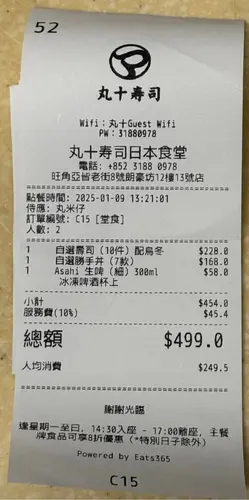 52
丸十寿司
Wifi：丸十Guest Wifi
PW：31880978
丸十寿司日本食堂
電話: +852 3188 0978
旺角亞皆老街8號朗豪坊12樓13號店
點餐時間: 2025-01-09 13:21:01
侍應: 丸米仔
訂單編號: C15 [堂食]
人數: 2
1 自選壽司（10件）配烏冬 $228.0
1 自選勝手丼（7款） $168.0
1 Asahi 生啤（細）300ml $58.0
冰凍啤酒杯上
小計 $454.0
服務費(10%) $45.4
總額 $499.0
人均消費 $249.5
謝謝光臨
逢星期一至日, 14:30入座 - 17:00離座, 主餐
牌食品可享8折優惠（*特別日子除外）
Powered by Eats365
C15